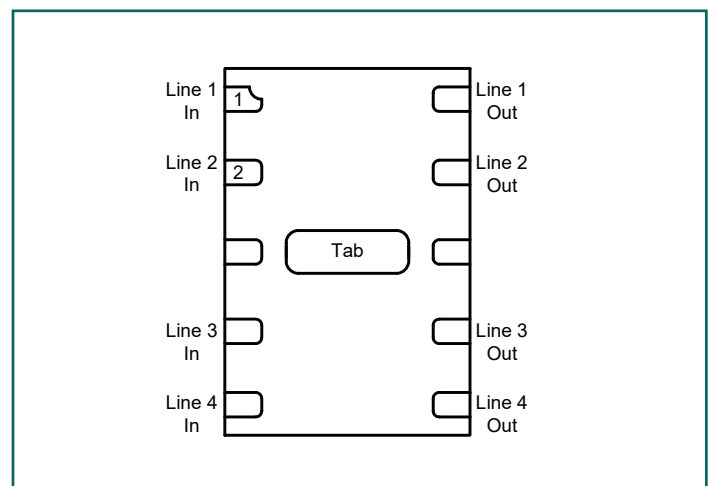 Line 1
In
1
Line 1
Out
Line 2
In
2
Line 2
Out
Tab
Line 3
In
Line 3
Out
Line 4
In
Line 4
Out